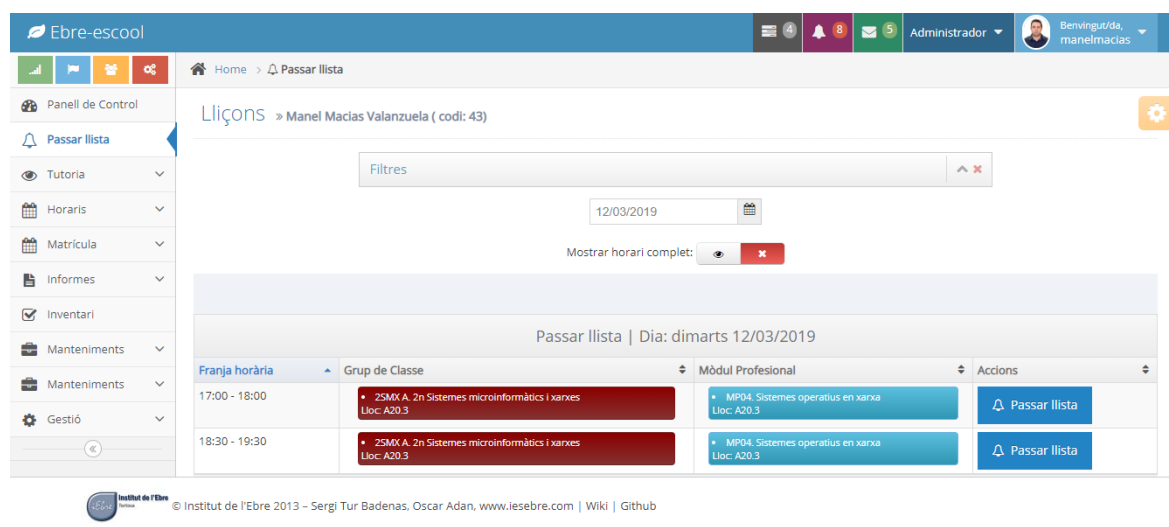 Ebre-escool
4
8
5
Administrador
Benvingut/da,
manelmacias
Home > Passar llista
Panell de Control
Passar llista
Tutoria
Horaris
Matrícula
Informes
Inventari
Manteniments
Manteniments
Gestió
Lliçons » Manel Macias Valanzuela ( codi: 43)
Filtres
12/03/2019
Mostrar horari complet:
Passar llista | Dia: dimarts 12/03/2019
Franja horària Grup de Classe Mòdul Profesional Accions
17:00 - 18:00
• 2SMX A. 2n Sistemes microinformàtics i xarxes
Lloc: A20.3
• MP04. Sistemes operatius en xarxa
Lloc: A20.3
Passar llista
18:30 - 19:30
• 2SMX A. 2n Sistemes microinformàtics i xarxes
Lloc: A20.3
• MP04. Sistemes operatius en xarxa
Lloc: A20.3
Passar llista
Institut de l'Ebre
Tortosa
© Institut de l'Ebre 2013 – Sergi Tur Badenas, Oscar Adan, www.iesebre.com | Wiki | Github